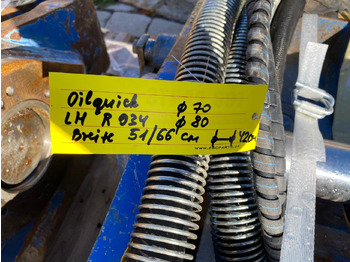 Oilquick ϕ 70
LH R 934 ϕ 80
Breite 51/66 cm